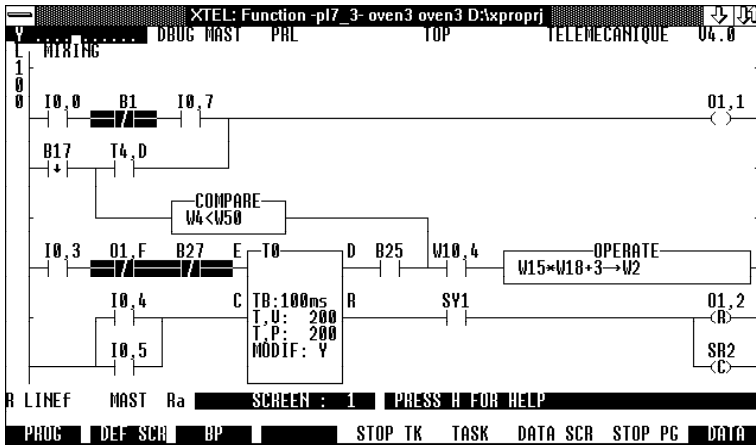 XTEL: Function -pl7_3- oven3 oven3 D:\xproprj
Y .... ....... DBUG MAST PRL TOP TELEMECANIQUE V4.0
L MIXING
1
0
0 I0,0 B1 I0,7 O1,1
B17 T4,D
COMPARE
W4<W50
I0,3 O1,F B27 E T0 D B25 W10,4 OPERATE
W15*W18+3→W2
I0,4 C TB:100ms R SY1 O1,2
T,V: 200 (R)
T,P: 200
I0,5 MODIF: Y SR2
(C)
R LINEf MAST Ra SCREEN : 1 PRESS H FOR HELP
PROG DEF SCR BP STOP TK TASK DATA SCR STOP PG DATA